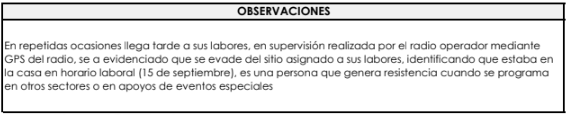 OBSERVACIONES
En repetidas ocasiones llega tarde a sus labores, en supervisión realizada por el radio operador mediante
GPS del radio, se a evidenciado que se evade del sitio asignado a sus labores, identificando que estaba en
la casa en horario laboral (15 de septiembre), es una persona que genera resistencia cuando se programa
en otros sectores o en apoyos de eventos especiales